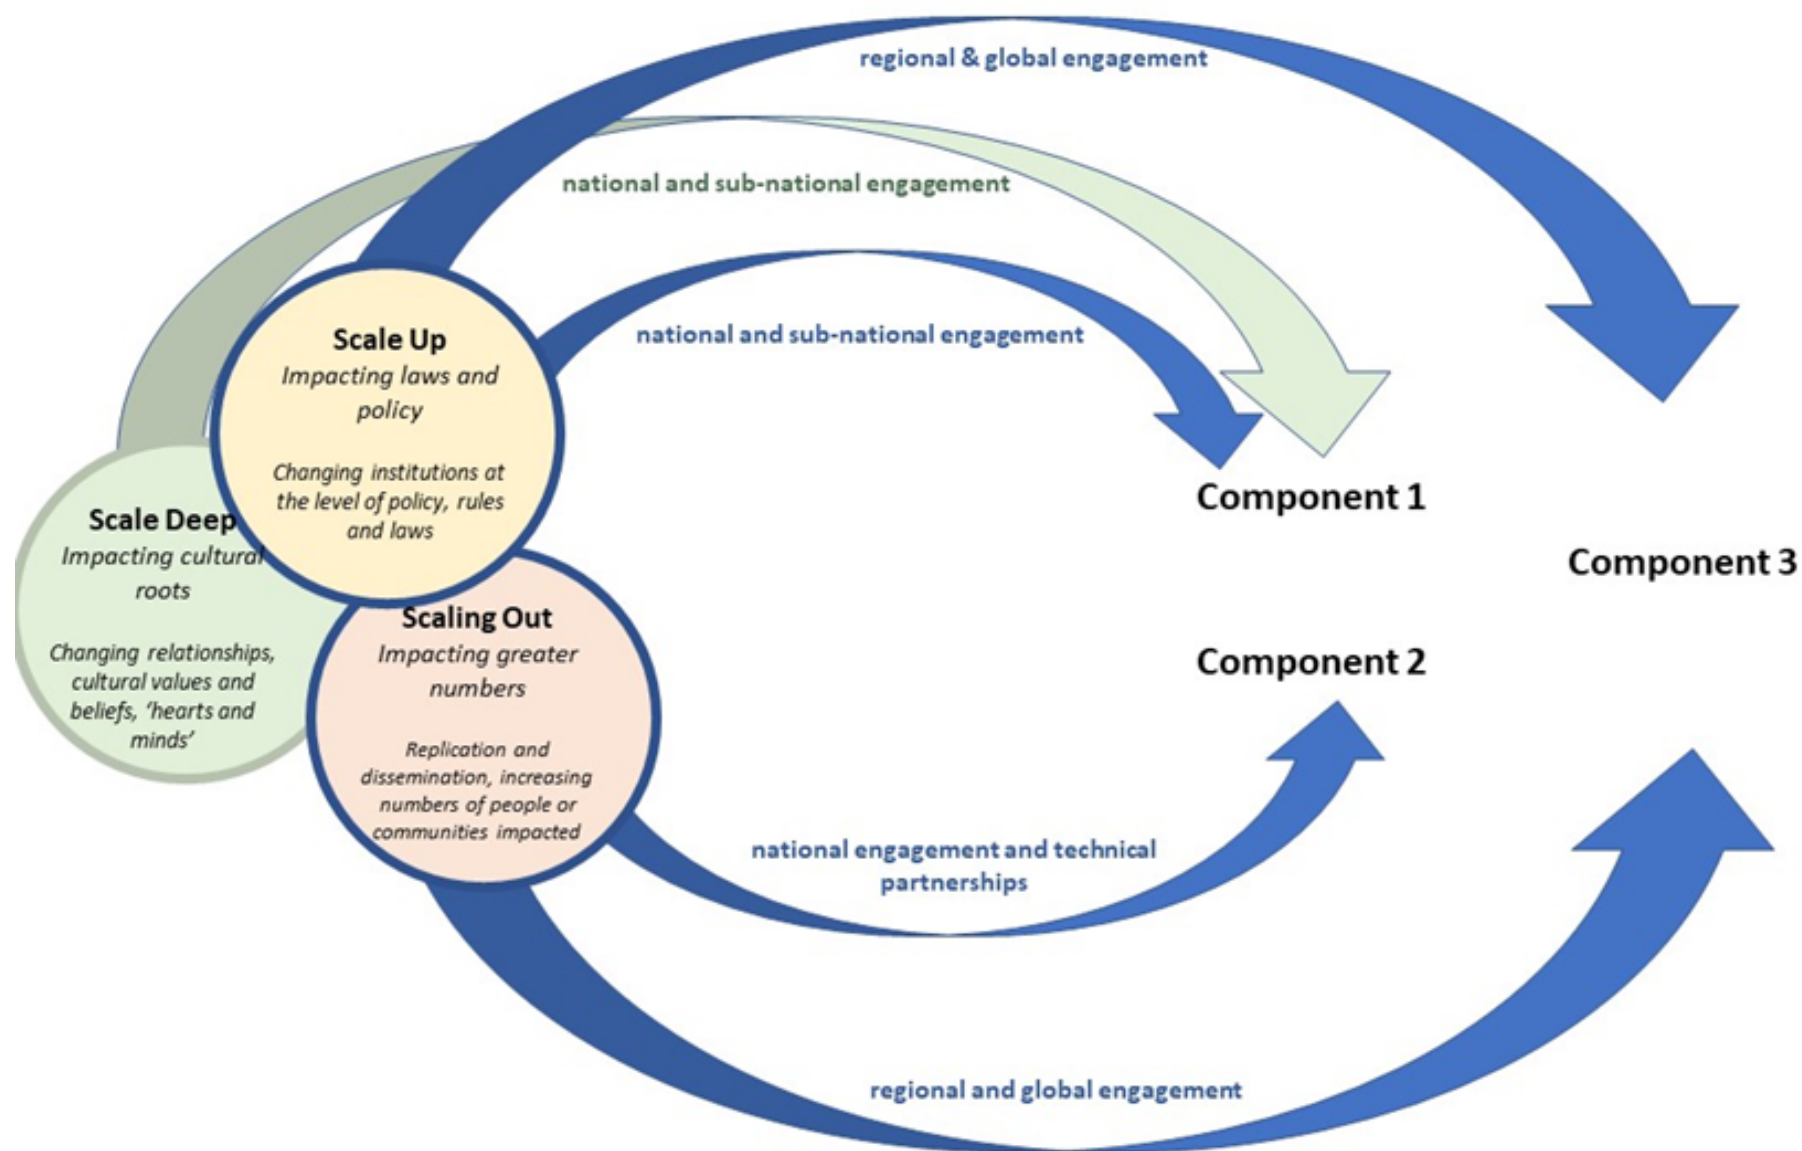 regional & global engagement
national and sub-national engagement
national and sub-national engagement
Scale Up
Impacting laws and
policy
Changing institutions at
the level of policy, rules
and laws
Scale Deep
Impacting cultural
roots
Changing relationships,
cultural values and
beliefs, ‘hearts and
minds’
Scaling Out
Impacting greater
numbers
Replication and
dissemination, increasing
numbers of people or
communities impacted
Component 1
Component 3
Component 2
national engagement and technical
partnerships
regional and global engagement